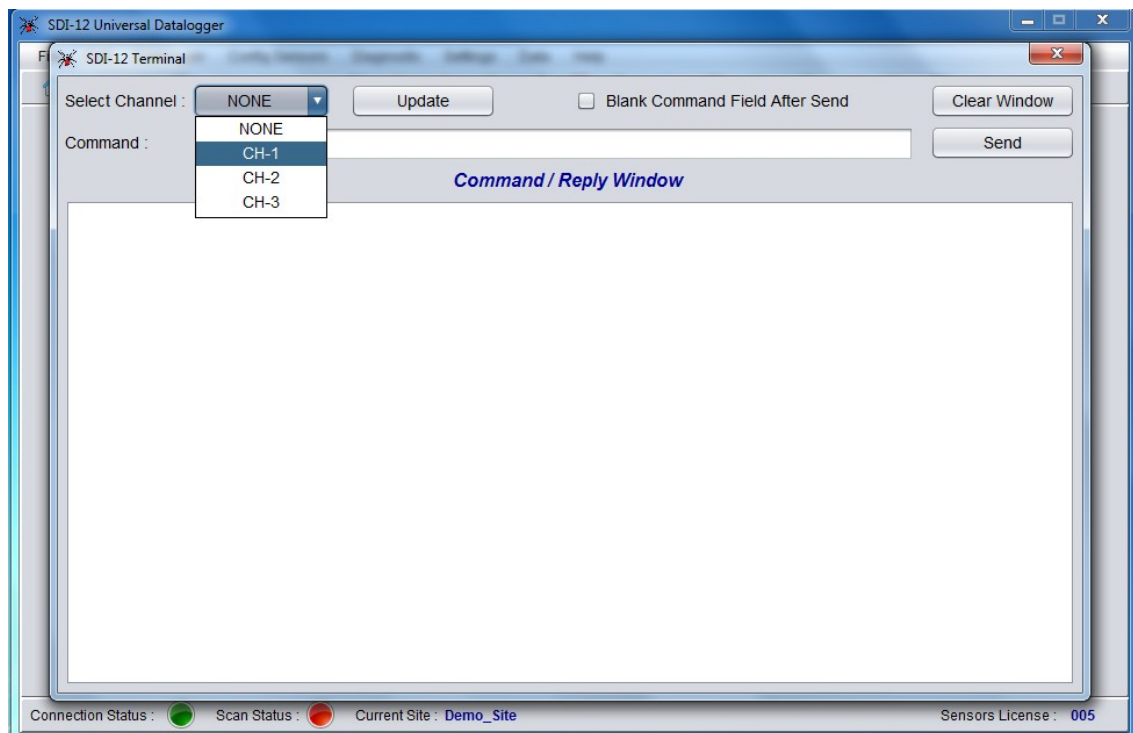 SDI-12 Universal Datalogger
SDI-12 Terminal
Select Channel : NONE Update Blank Command Field After Send Clear Window
NONE
Command : Send
CH-1
CH-2
Command / Reply Window
CH-3
Connection Status : Scan Status : Current Site : Demo_Site Sensors License : 005